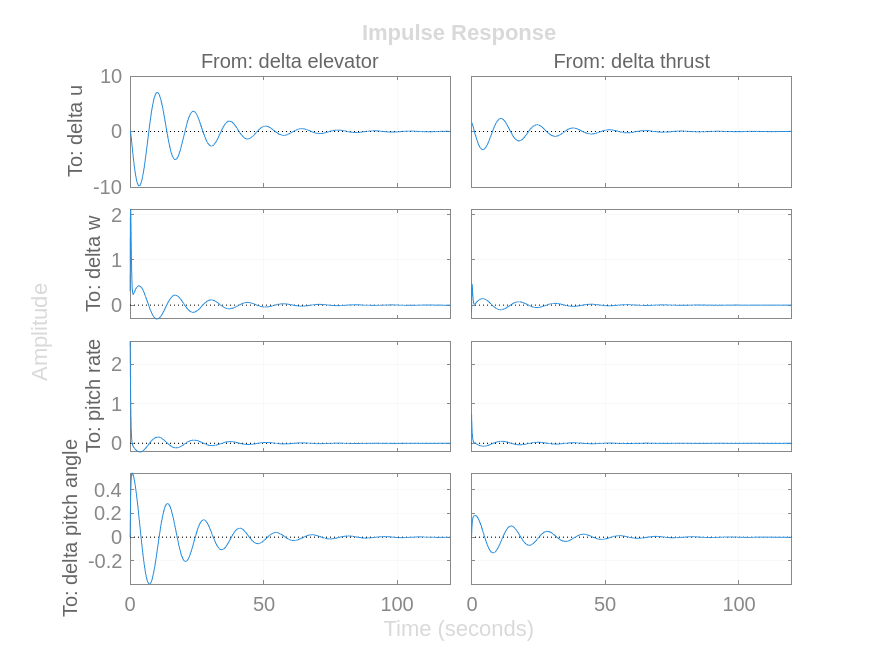 Impulse Response
From: delta elevator
From: delta thrust
To: delta u
10
0
-10
To: delta w
2
1
0
Amplitude
To: pitch rate
2
1
0
To: delta pitch angle
0.4
0.2
0
-0.2
0
50
100
0
50
100
Time (seconds)